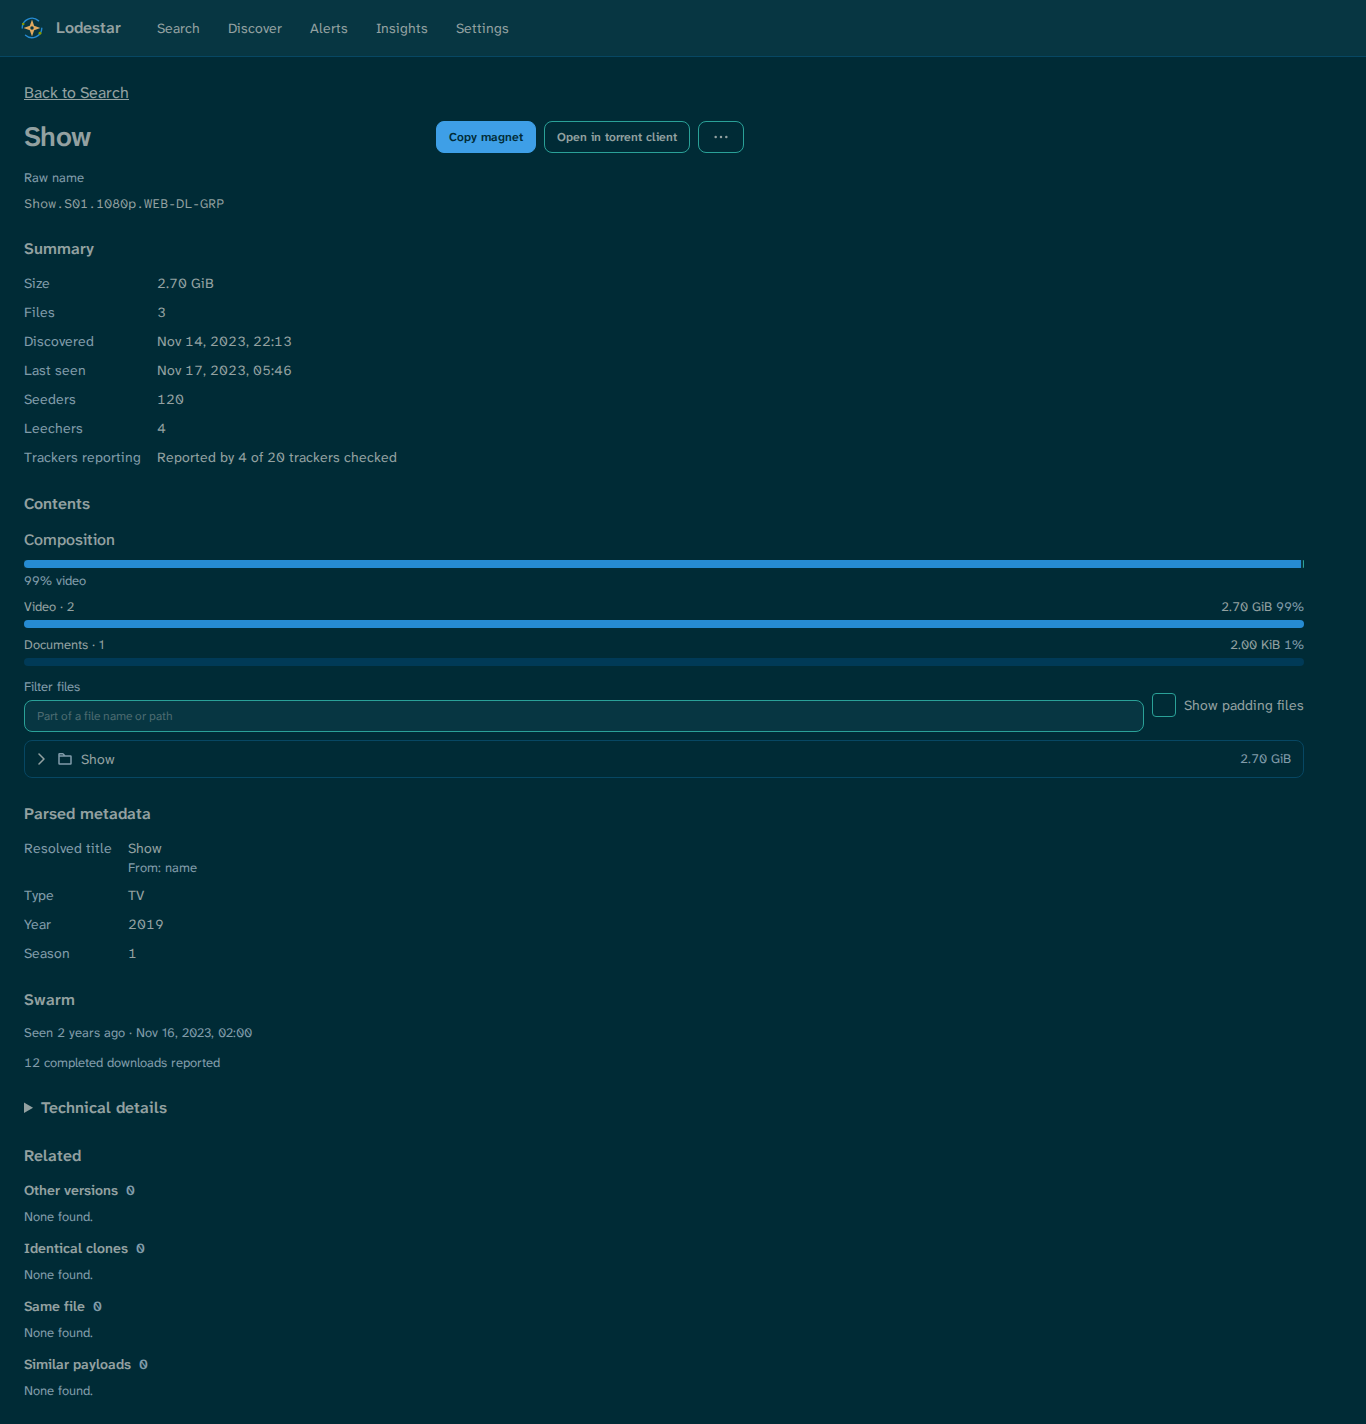 Lodestar Search Discover Alerts Insights Settings
Back to Search
Show
Copy magnet Open in torrent client ...
Raw name
Show.S01.1080p.WEB-DL-GRP
Summary
Size 2.70 GiB
Files 3
Discovered Nov 14, 2023, 22:13
Last seen Nov 17, 2023, 05:46
Seeders 120
Leechers 4
Trackers reporting Reported by 4 of 20 trackers checked
Contents
Composition
99% video
Video · 2 2.70 GiB 99%
Documents · 1 2.00 KiB 1%
Filter files
Part of a file name or path
Show padding files
Show 2.70 GiB
Parsed metadata
Resolved title Show
From: name
Type TV
Year 2019
Season 1
Swarm
Seen 2 years ago · Nov 16, 2023, 02:00
12 completed downloads reported
Technical details
Related
Other versions 0
None found.
Identical clones 0
None found.
Same file 0
None found.
Similar payloads 0
None found.